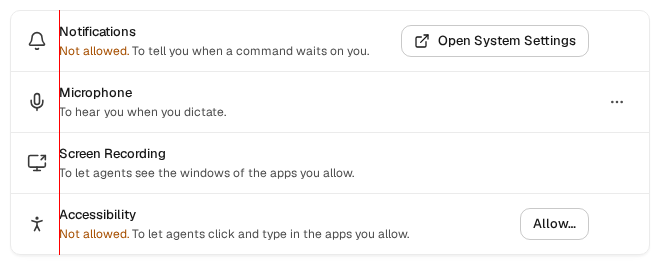 Notifications
Not allowed. To tell you when a command waits on you.
Open System Settings
Microphone
To hear you when you dictate.
Screen Recording
To let agents see the windows of the apps you allow.
Accessibility
Not allowed. To let agents click and type in the apps you allow.
Allow...